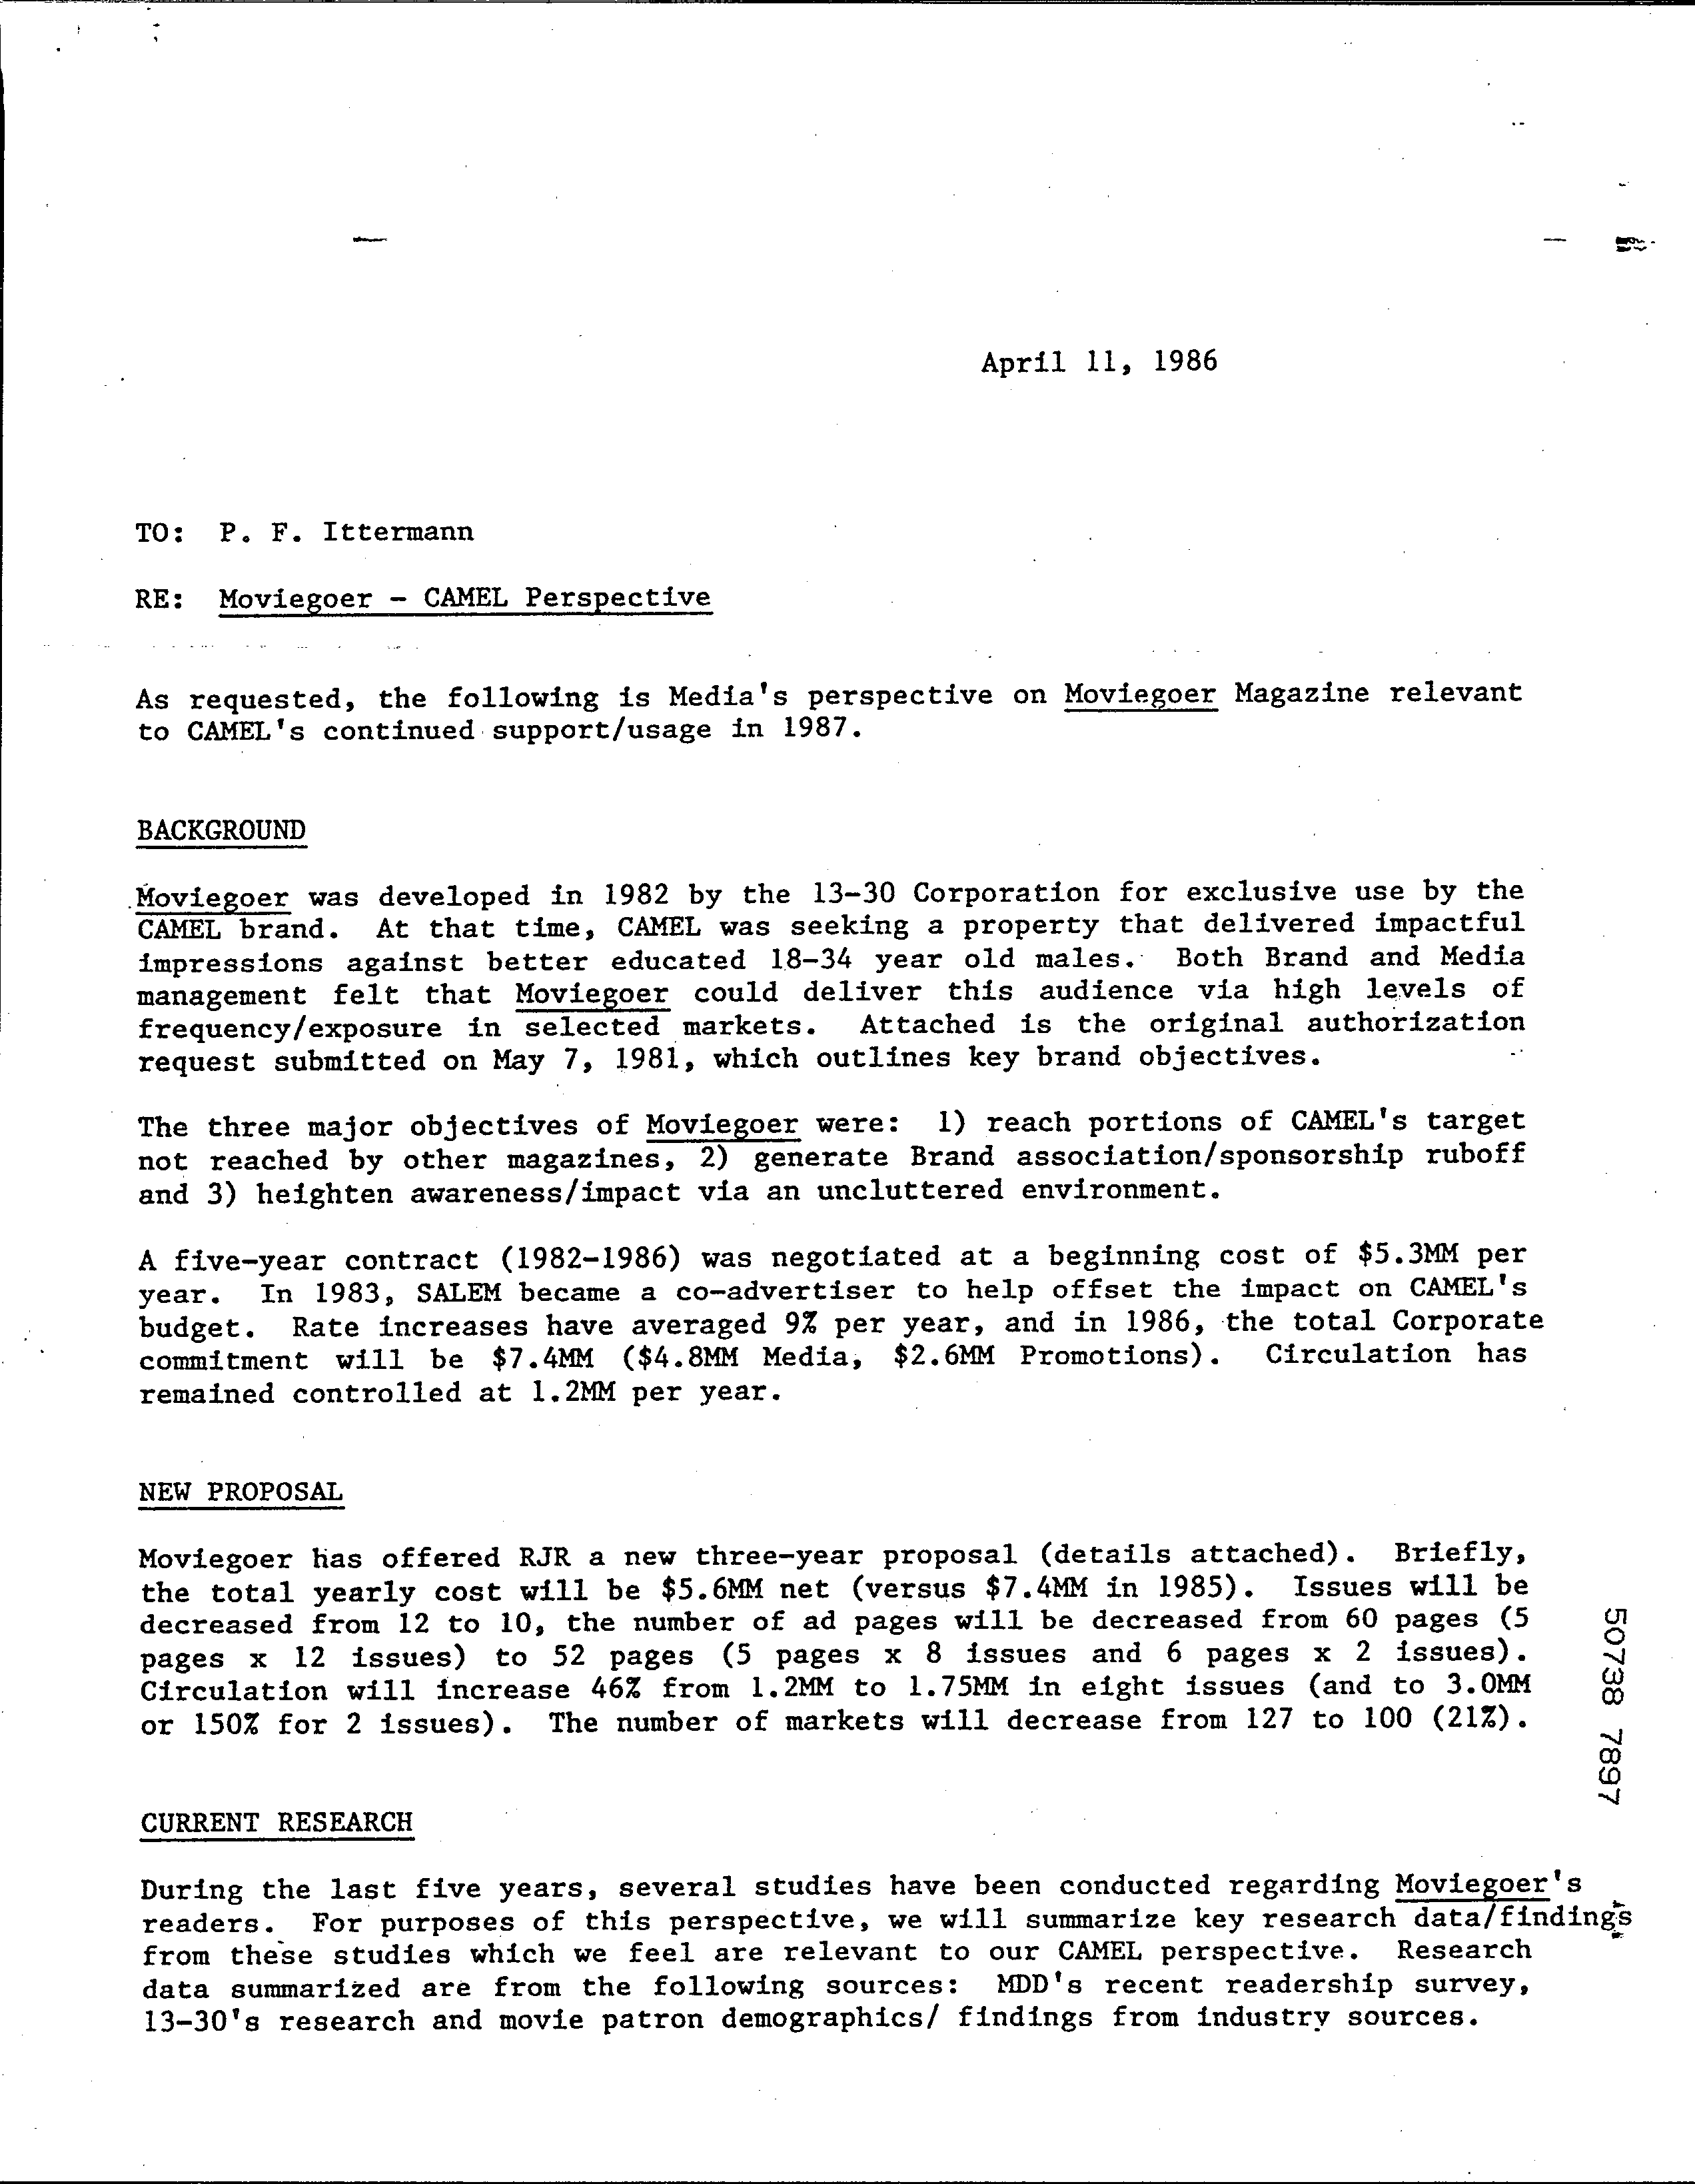 April 11, 1986
TO: P. F. Ittermann
RE: Moviegoer - CAMEL Perspective
As requested, the following is Media's perspective on Moviegoer Magazine relevant
to CAMEL's continued support/usage in 1987.
BACKGROUND
Moviegoer was developed in 1982 by the 13-30 Corporation for exclusive use by the
CAMEL brand. At that time, CAMEL was seeking a property that delivered impactful
impressions against better educated 18-34 year old males. Both Brand and Media
management felt that Moviegoer could deliver this audience via high levels of
frequency/exposure in selected markets. Attached is the original authorization
request submitted on May 7, 1981, which outlines key brand objectives.
The three major objectives of Moviegoer were: 1) reach portions of CAMEL's target
not reached by other magazines, 2) generate Brand association/sponsorship ruboff
and 3) heighten awareness/impact via an uncluttered environment.
A five-year contract (1982-1986) was negotiated at a beginning cost of $5.3MM per
year. In 1983, SALEM became a co-advertiser to help offset the impact on CAMEL's
budget. Rate increases have averaged 9% per year, and in 1986, the total Corporate
commitment will be $7.4MM ($4.8MM Media, $2.6MM Promotions). Circulation has
remained controlled at 1.2MM per year.
NEW PROPOSAL
Moviegoer has offered RJR a new three-year proposal (details attached). Briefly,
the total yearly cost will be $5.6MM net (versus $7.4MM in 1985). Issues will be
decreased from 12 to 10, the number of ad pages will be decreased from 60 pages (5
pages x 12 issues) to 52 pages (5 pages x 8 issues and 6 pages x 2 issues).
Circulation will increase 46% from 1.2MM to 1.75MM in eight issues (and to 3.0MM
or 150% for 2 issues). The number of markets will decrease from 127 to 100 (21%).
CURRENT RESEARCH
During the last five years, several studies have been conducted regarding Moviegoer's
readers. For purposes of this perspective, we will summarize key research data/findings
from these studies which we feel are relevant to our CAMEL perspective. Research
data summarized are from the following sources: MDD's recent readership survey,
13-30's research and movie patron demographics/ findings from industry sources.
50738 7897